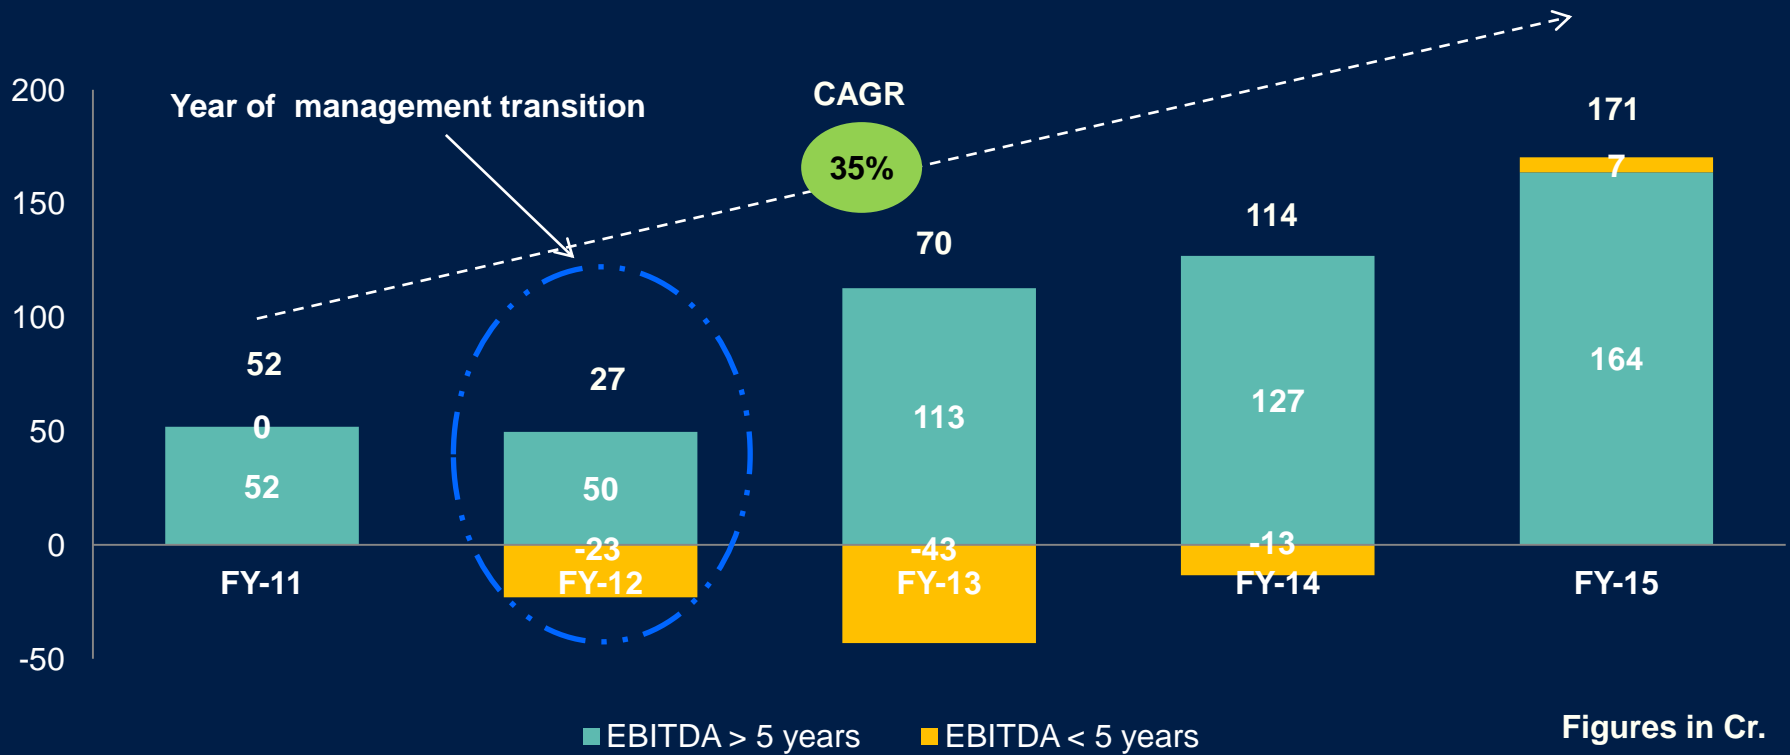 200
150
100
50
0
-50
Year of management transition
CAGR
35%
52
0
52
FY-11
27
50
-23
FY-12
70
113
-43
FY-13
114
127
-13
FY-14
171
7
164
FY-15
EBITDA > 5 years
EBITDA < 5 years
Figures in Cr.